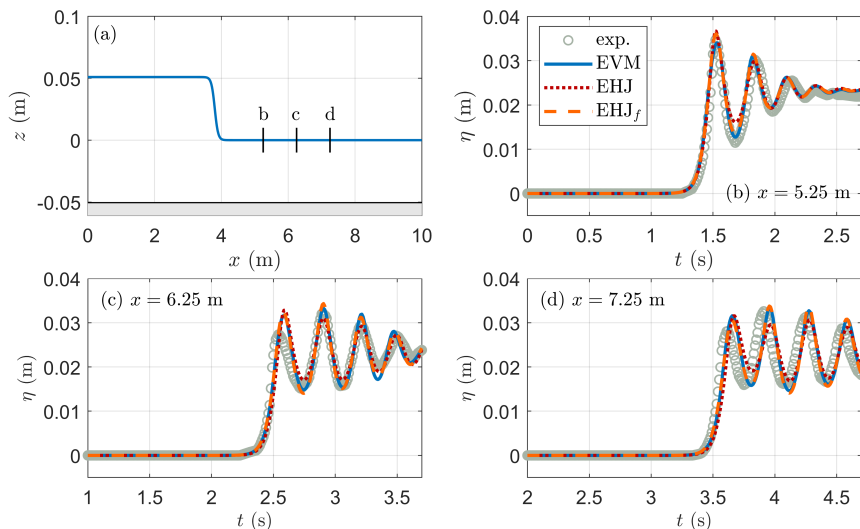 (a)
0.1
0.05
0
-0.05
z (m)
b c d
0 2 4 6 8 10
x (m)
0.04
0.03
0.02
0.01
0
η (m)
exp.
EVM
EHJ
EHJf
(b) x = 5.25 m
0 0.5 1 1.5 2 2.5
t (s)
(c) x = 6.25 m
0.04
0.03
0.02
0.01
0
η (m)
1 1.5 2 2.5 3 3.5
t (s)
(d) x = 7.25 m
0.04
0.03
0.02
0.01
0
η (m)
2 2.5 3 3.5 4 4.5
t (s)